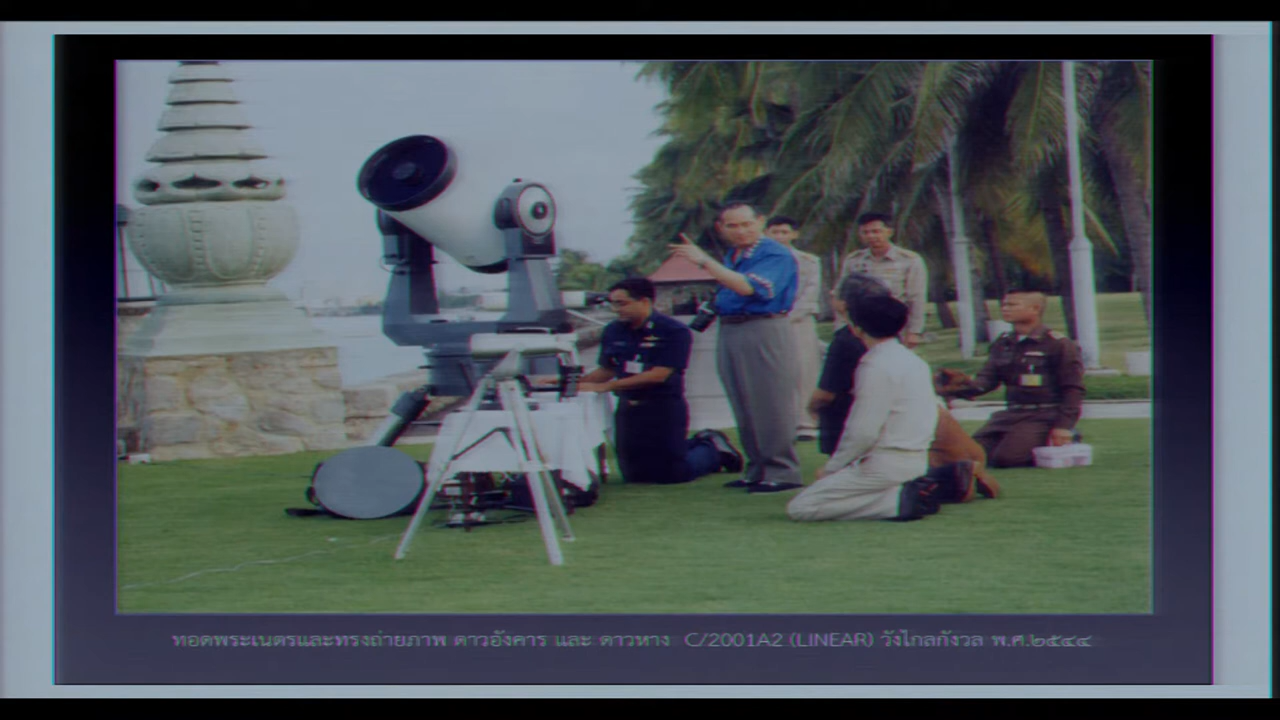 ทอดพระเนตรและทรงถ่ายภาพ ดาวอังคาร และ ดาวหาง C/2001A2 (LINEAR) วังไกลกังวล พ.ศ.๒๕๔๔